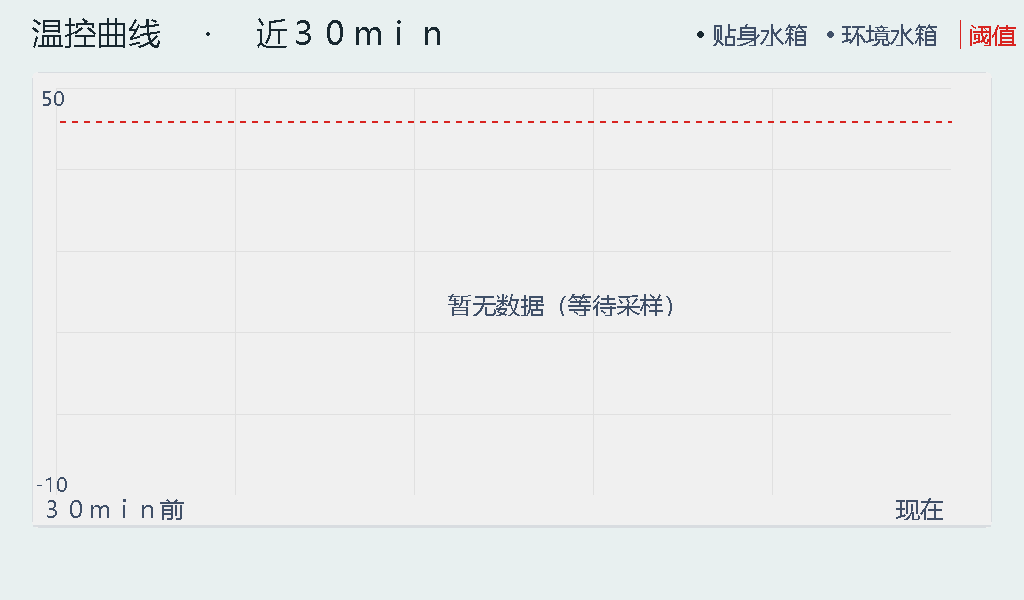 温控曲线 · 近30min
• 贴身水箱 • 环境水箱 阈值
50
暂无数据（等待采样）
-10
30min前 现在